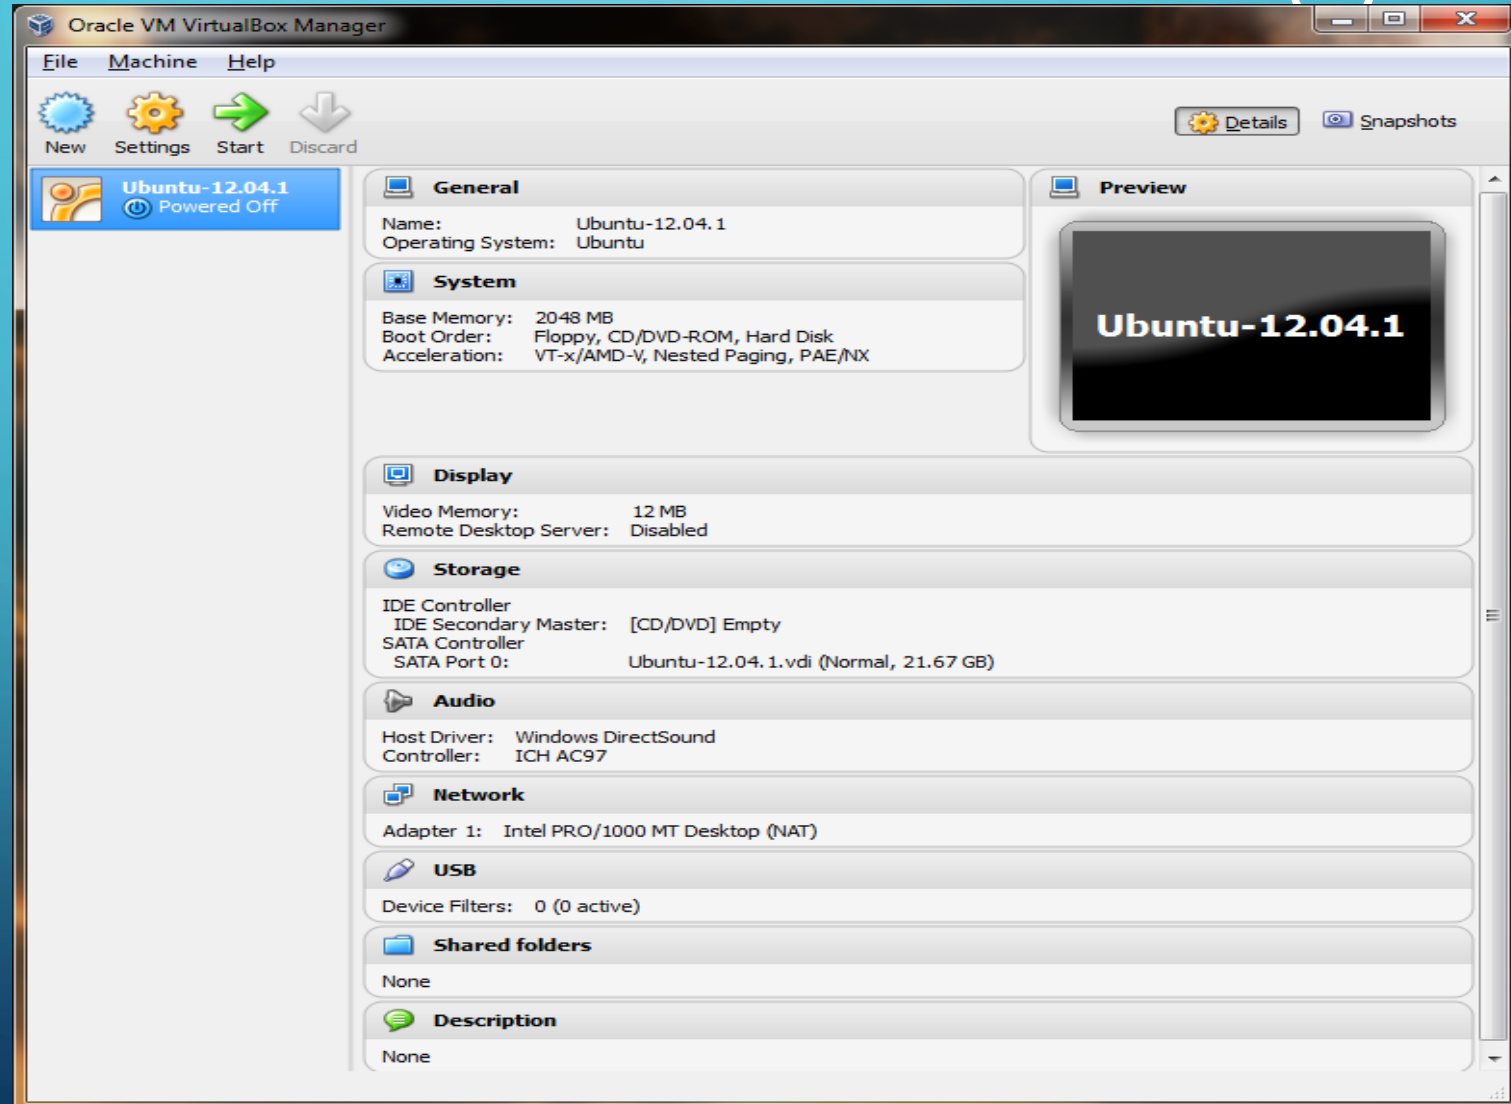 Oracle VM VirtualBox Manager
File Machine Help
New Settings Start Discard
Details Snapshots
Ubuntu-12.04.1
Powered Off
General
Name: Ubuntu-12.04.1
Operating System: Ubuntu
System
Base Memory: 2048 MB
Boot Order: Floppy, CD/DVD-ROM, Hard Disk
Acceleration: VT-x/AMD-V, Nested Paging, PAE/NX
Preview
Ubuntu-12.04.1
Display
Video Memory: 12 MB
Remote Desktop Server: Disabled
Storage
IDE Controller
IDE Secondary Master: [CD/DVD] Empty
SATA Controller
SATA Port 0: Ubuntu-12.04.1.vdi (Normal, 21.67 GB)
Audio
Host Driver: Windows DirectSound
Controller: ICH AC97
Network
Adapter 1: Intel PRO/1000 MT Desktop (NAT)
USB
Device Filters: 0 (0 active)
Shared folders
None
Description
None